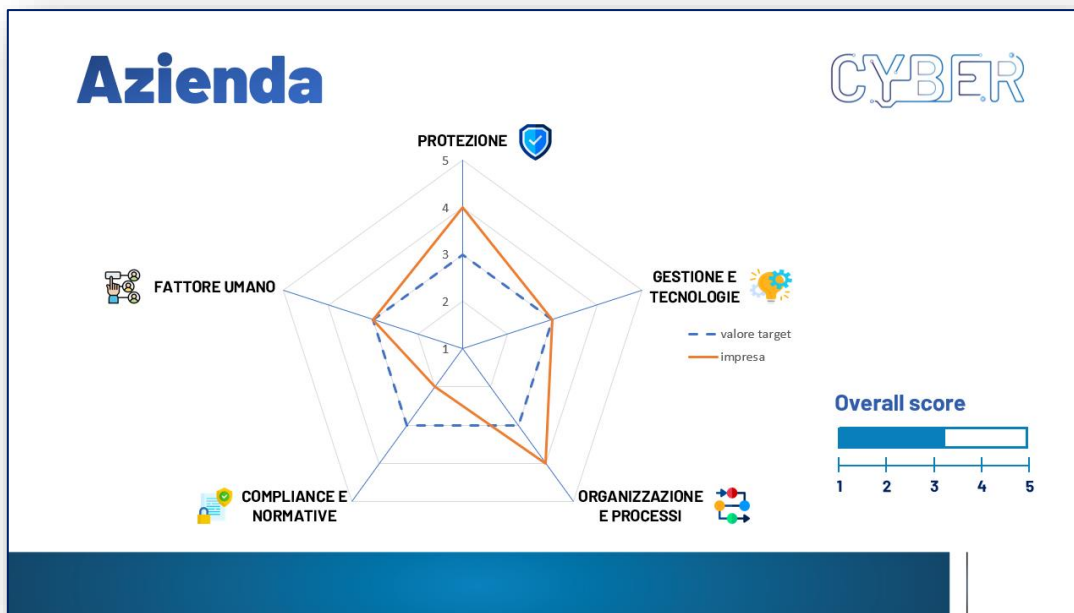 Azienda
CYBER
PROTEZIONE
5
4
3
2
1
FATTORE UMANO
GESTIONE E
TECNOLOGIE
valore target
impresa
COMPLIANCE E
NORMATIVE
ORGANIZZAZIONE
E PROCESSI
Overall score
1 2 3 4 5